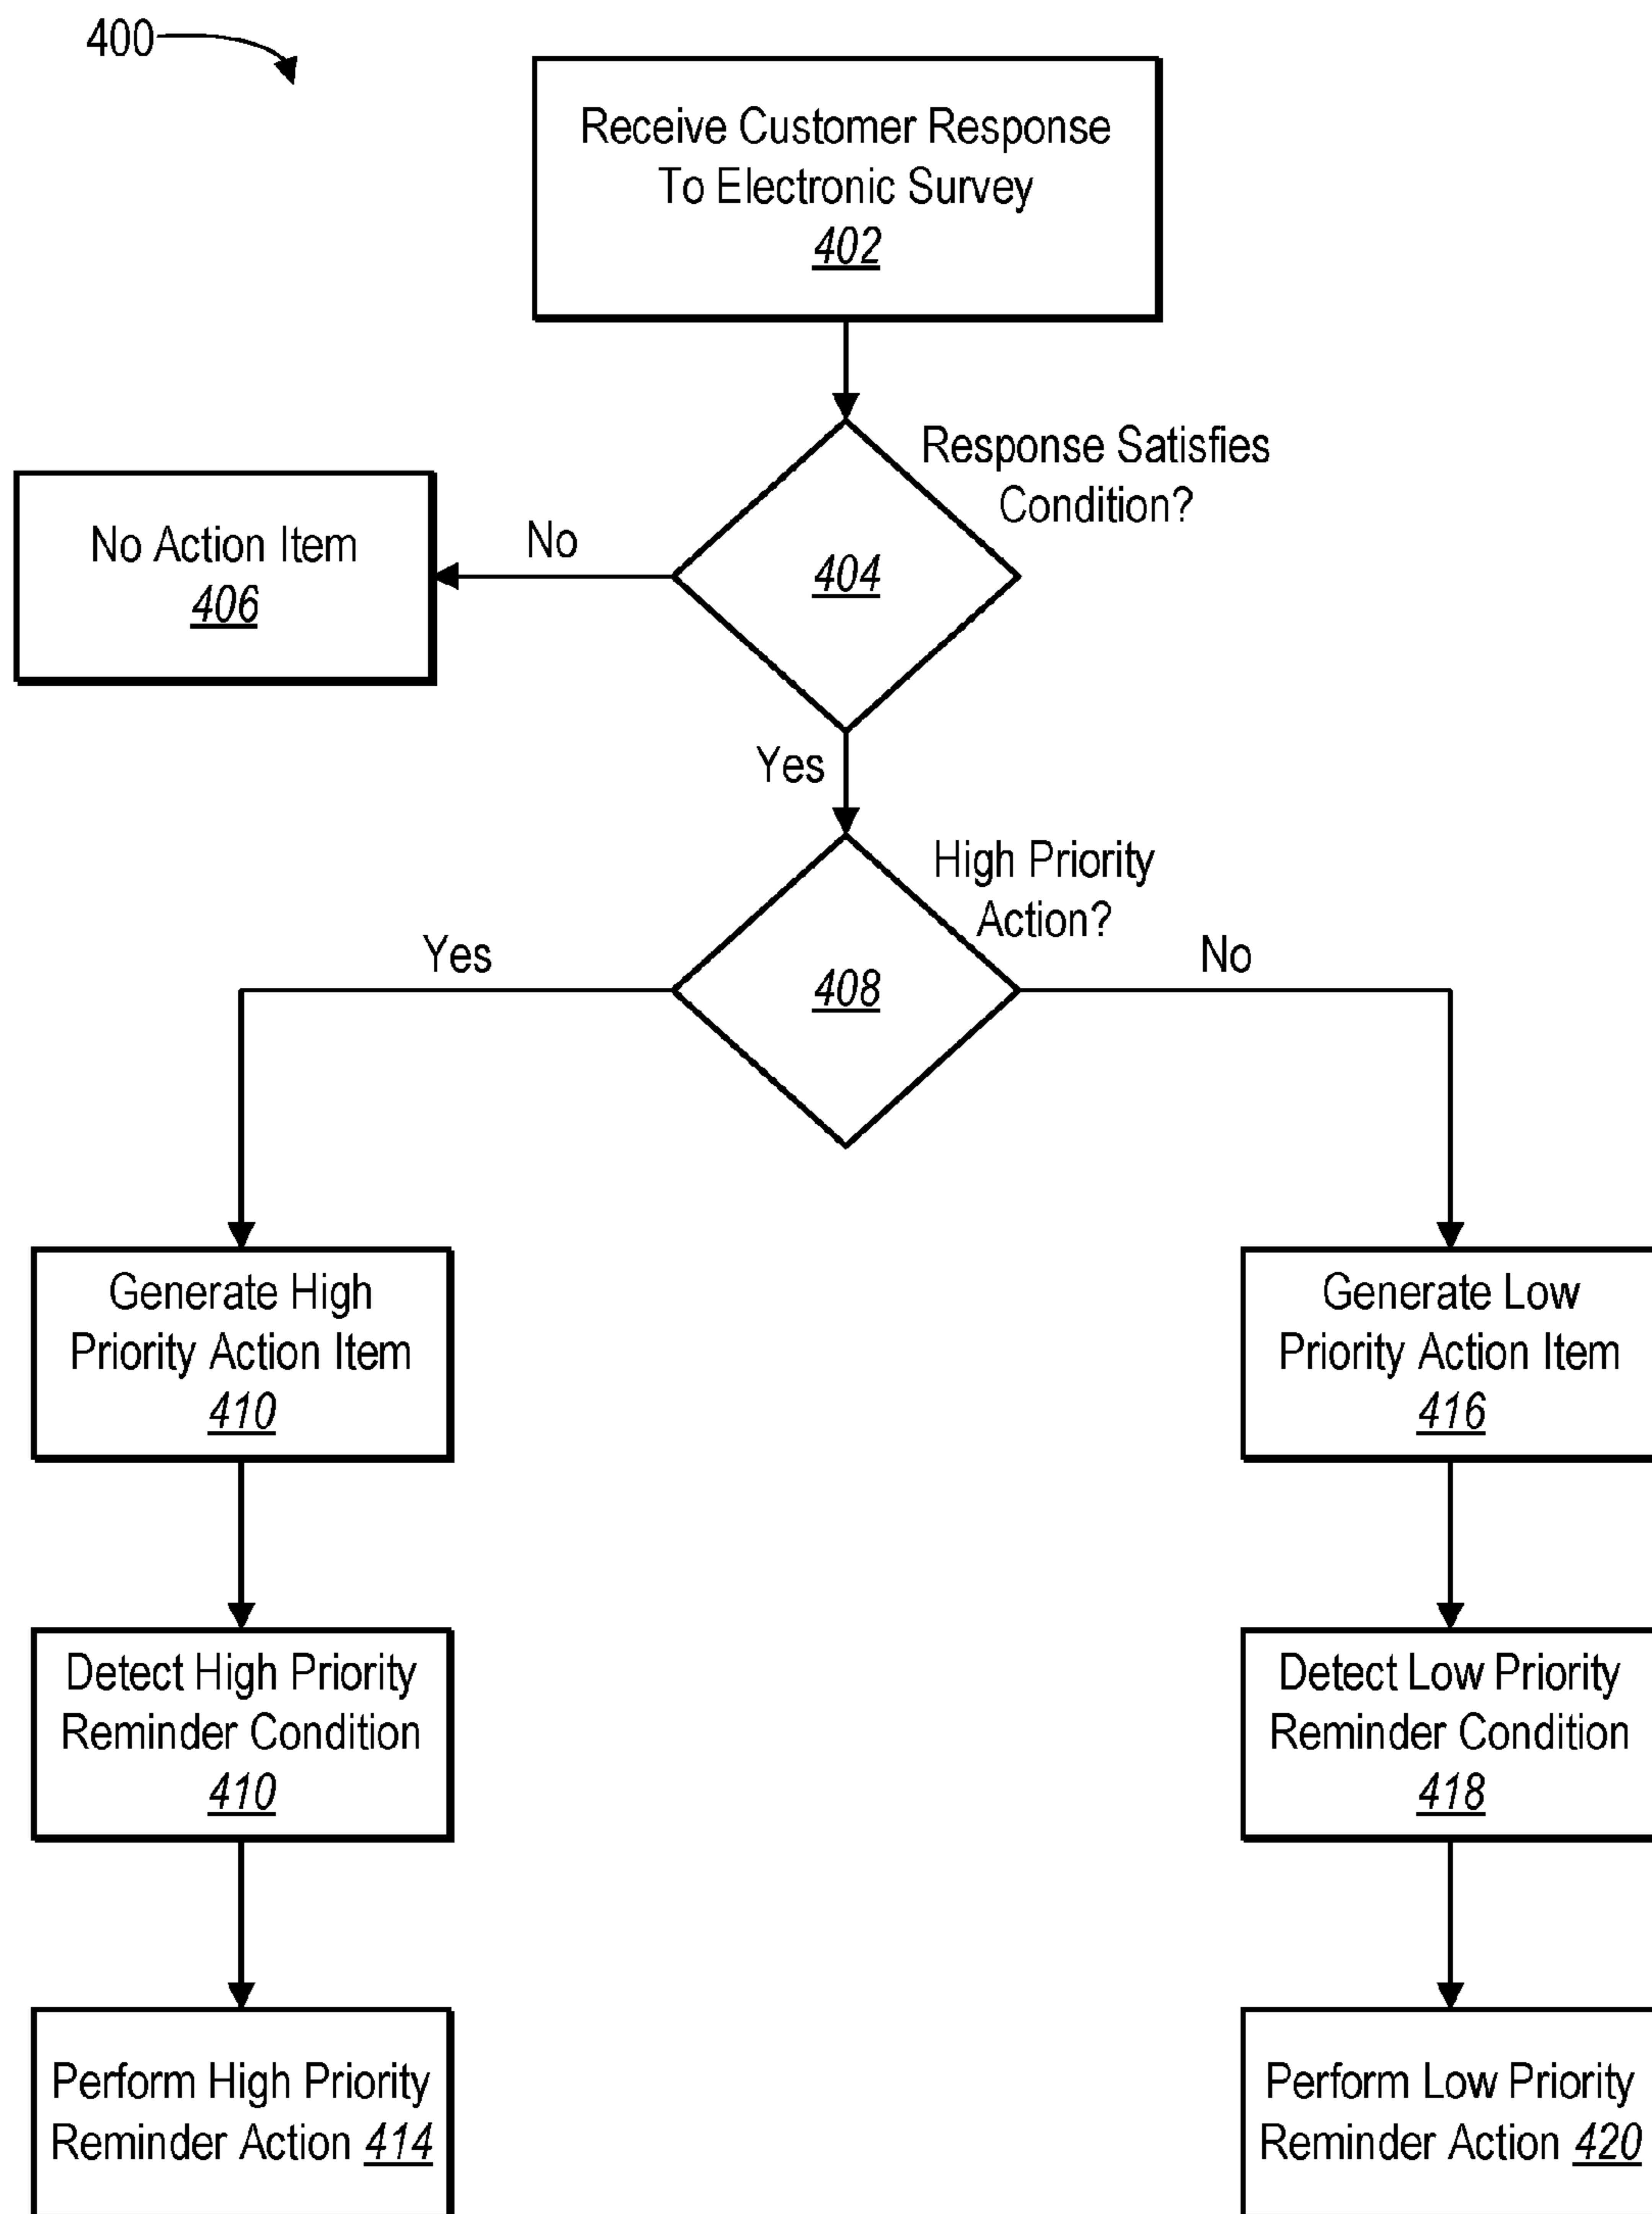 400
Receive Customer Response
To Electronic Survey
402
Response Satisfies
Condition?
404
No
No Action Item
406
Yes
High Priority
Action?
408
Yes
No
Generate High
Priority Action Item
410
Generate Low
Priority Action Item
416
Detect High Priority
Reminder Condition
410
Detect Low Priority
Reminder Condition
418
Perform High Priority
Reminder Action 414
Perform Low Priority
Reminder Action 420